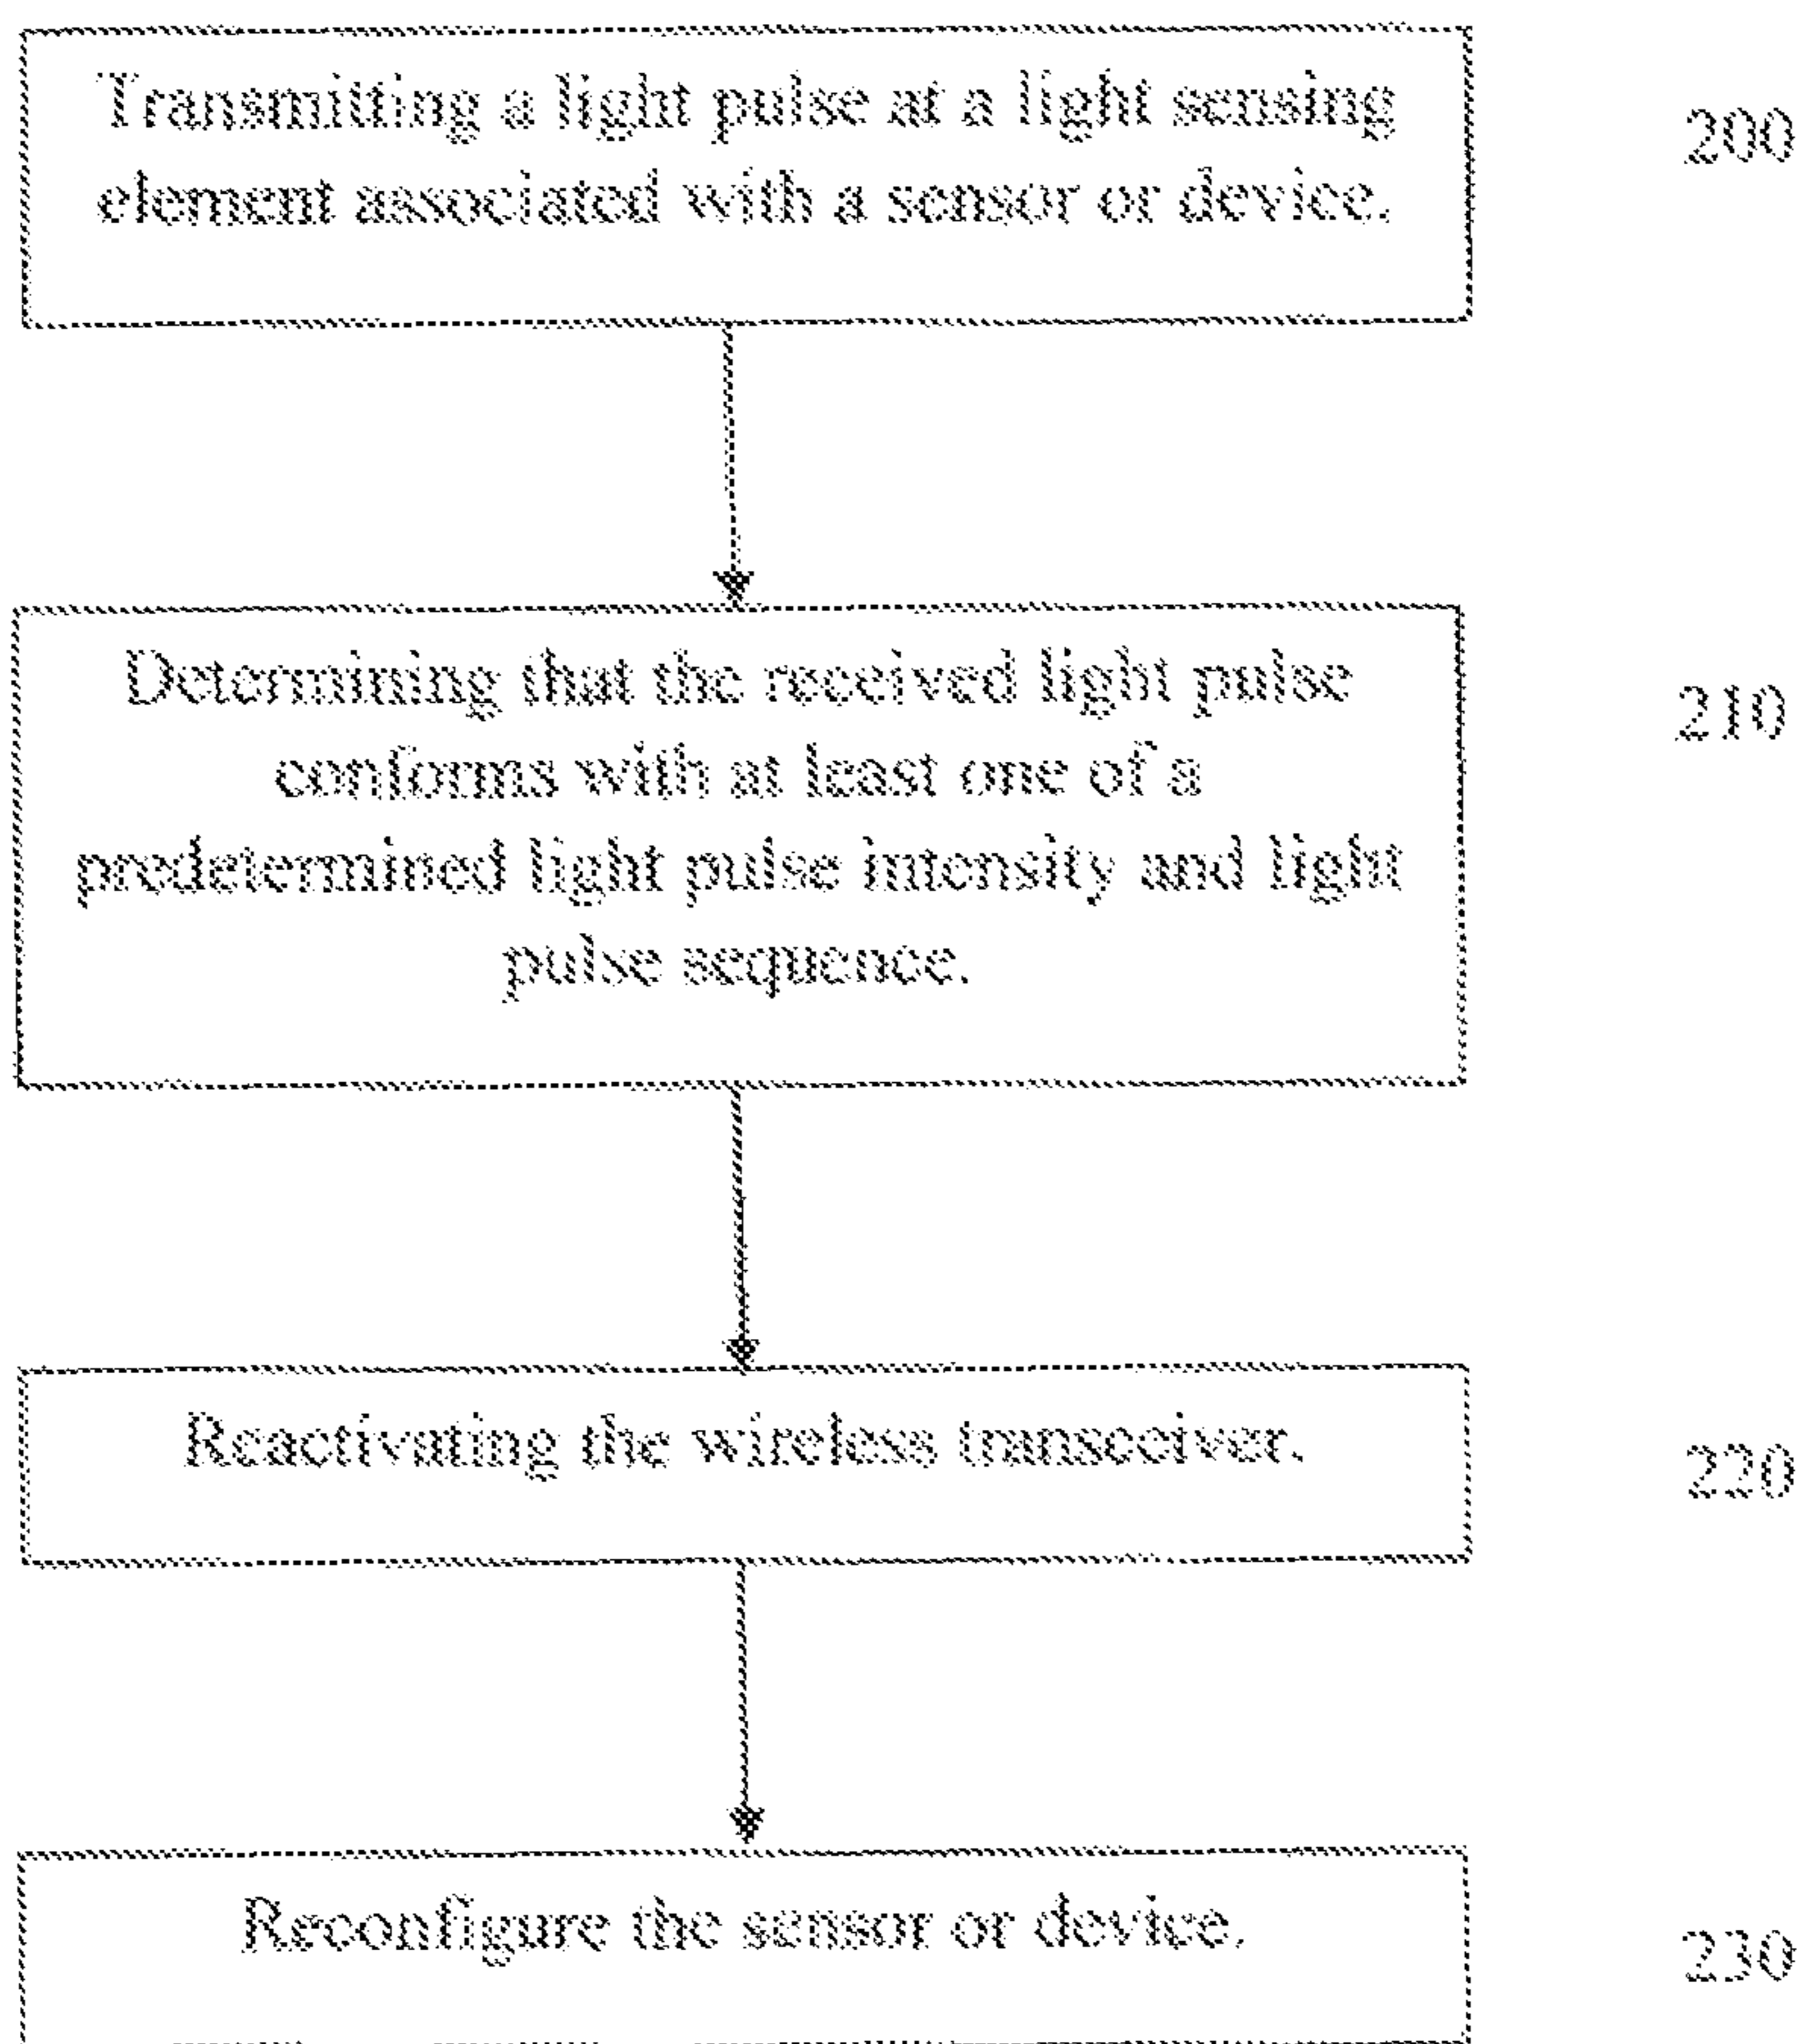 Transmitting a light pulse at a light sensing
element associated with a sensor or device.
200
Determining that the received light pulse
conforms with at least one of a
predetermined light pulse intensity and light
pulse sequence.
210
Reactivating the wireless transceiver.
220
Reconfigure the sensor or device.
230